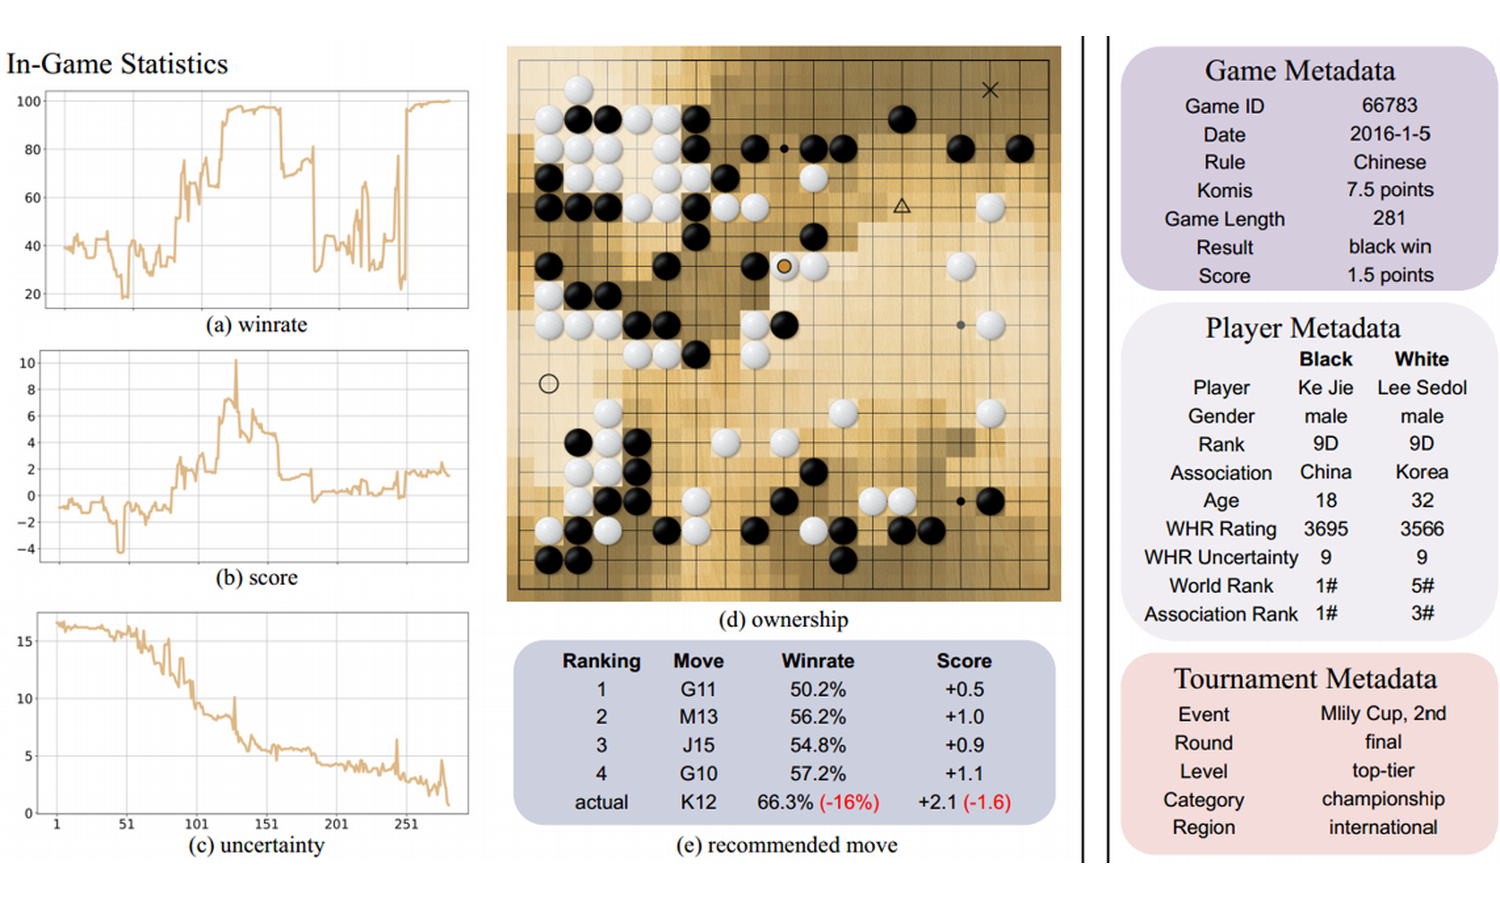 In-Game Statistics
100
80
60
40
20
(a) winrate
10
8
6
4
2
0
−2
−4
(b) score
15
10
5
0
1 51 101 151 201 251
(c) uncertainty
(d) ownership
Ranking Move Winrate Score
1 G11 50.2% +0.5
2 M13 56.2% +1.0
3 J15 54.8% +0.9
4 G10 57.2% +1.1
actual K12 66.3% (-16%) +2.1 (-1.6)
(e) recommended move
Game Metadata
Game ID 66783
Date 2016-1-5
Rule Chinese
Komis 7.5 points
Game Length 281
Result black win
Score 1.5 points
Player Metadata
Black White
Player Ke Jie Lee Sedol
Gender male male
Rank 9D 9D
Association China Korea
Age 18 32
WHR Rating 3695 3566
WHR Uncertainty 9 9
World Rank 1# 5#
Association Rank 1# 3#
Tournament Metadata
Event Mlily Cup, 2nd
Round final
Level top-tier
Category championship
Region international